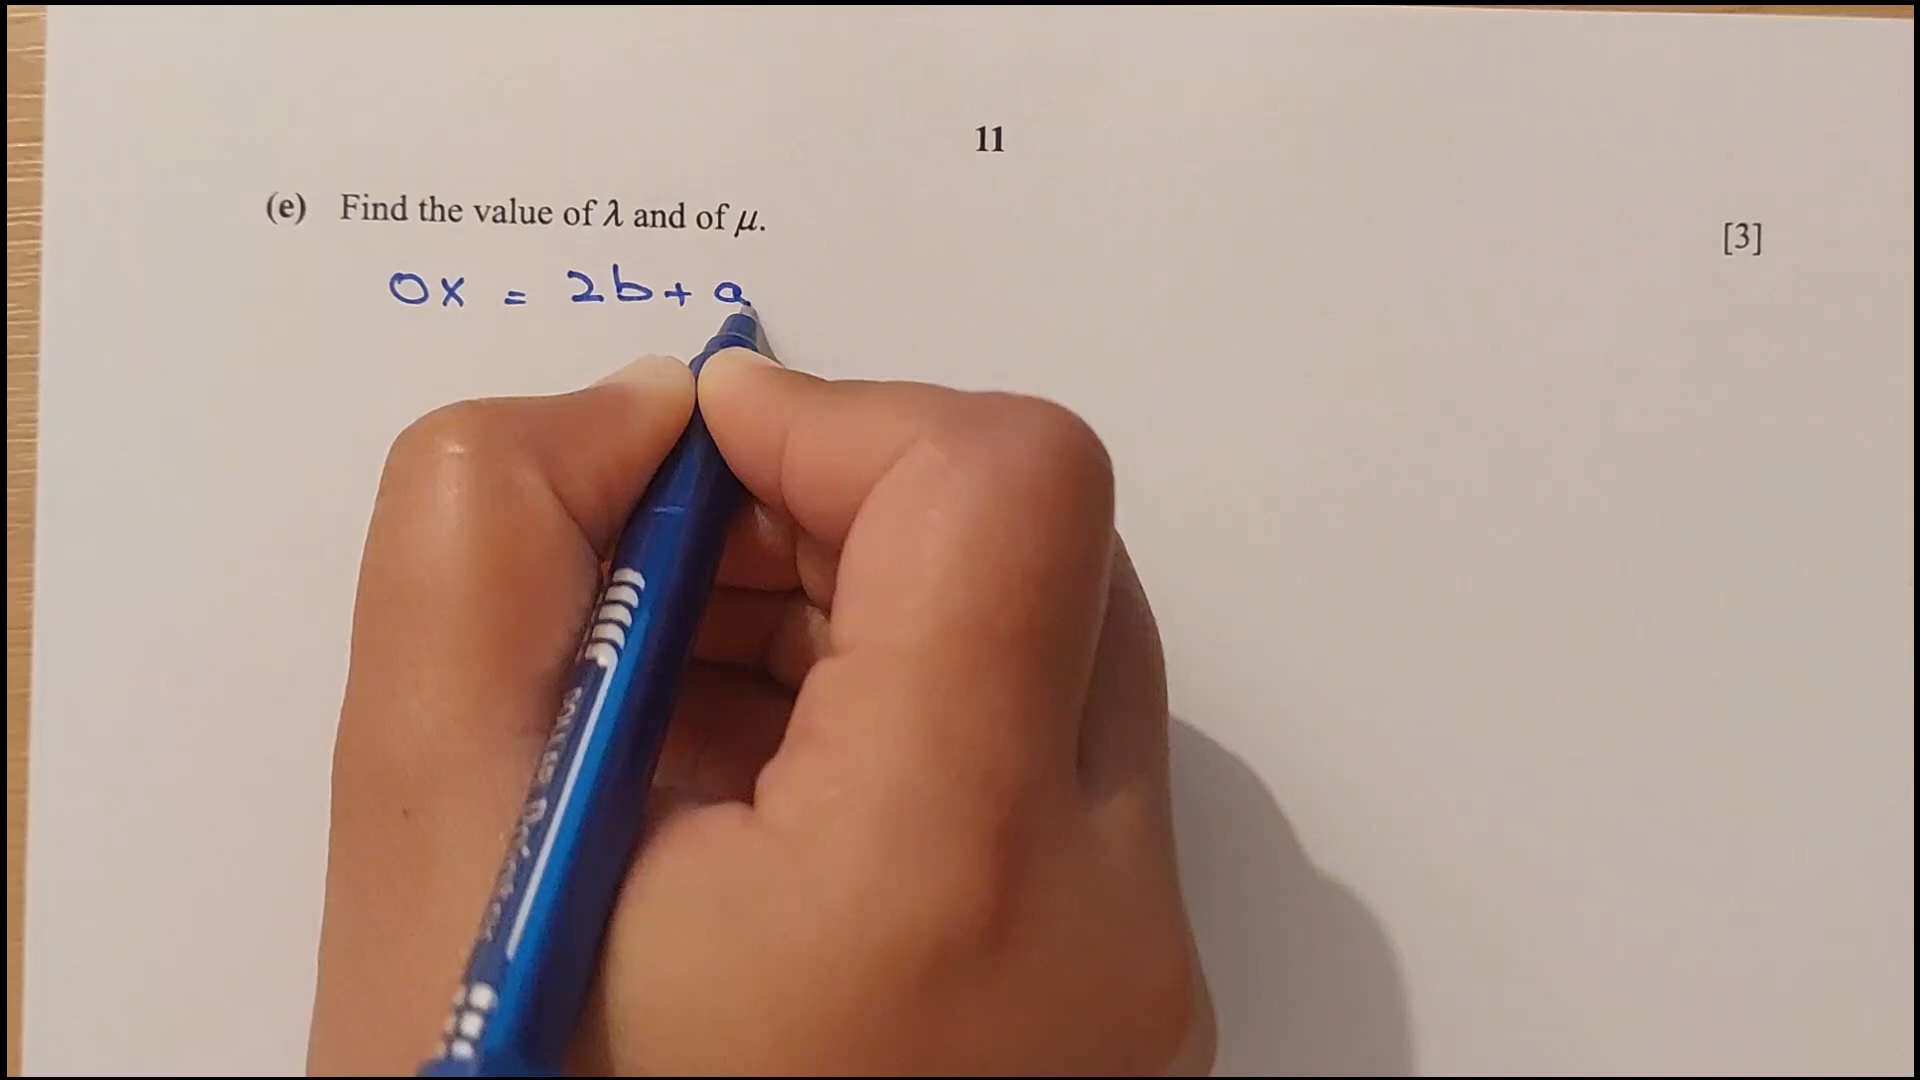 11
(e) Find the value of λ and of μ.
[3]
OX = 2b + a